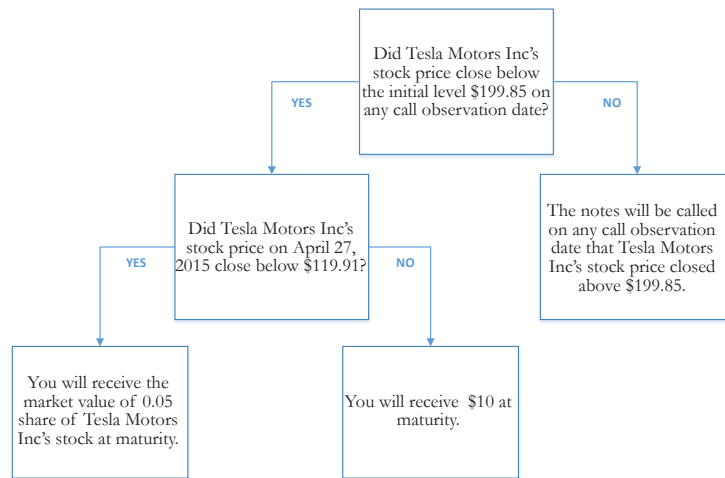 Did Tesla Motors Inc's
stock price close below
the initial level $199.85 on
any call observation date?
YES
NO
Did Tesla Motors Inc's
stock price on April 27,
2015 close below $119.91?
The notes will be called
on any call observation
date that Tesla Motors
Inc's stock price closed
above $199.85.
YES
NO
You will receive the
market value of 0.05
share of Tesla Motors
Inc's stock at maturity.
You will receive $10 at
maturity.